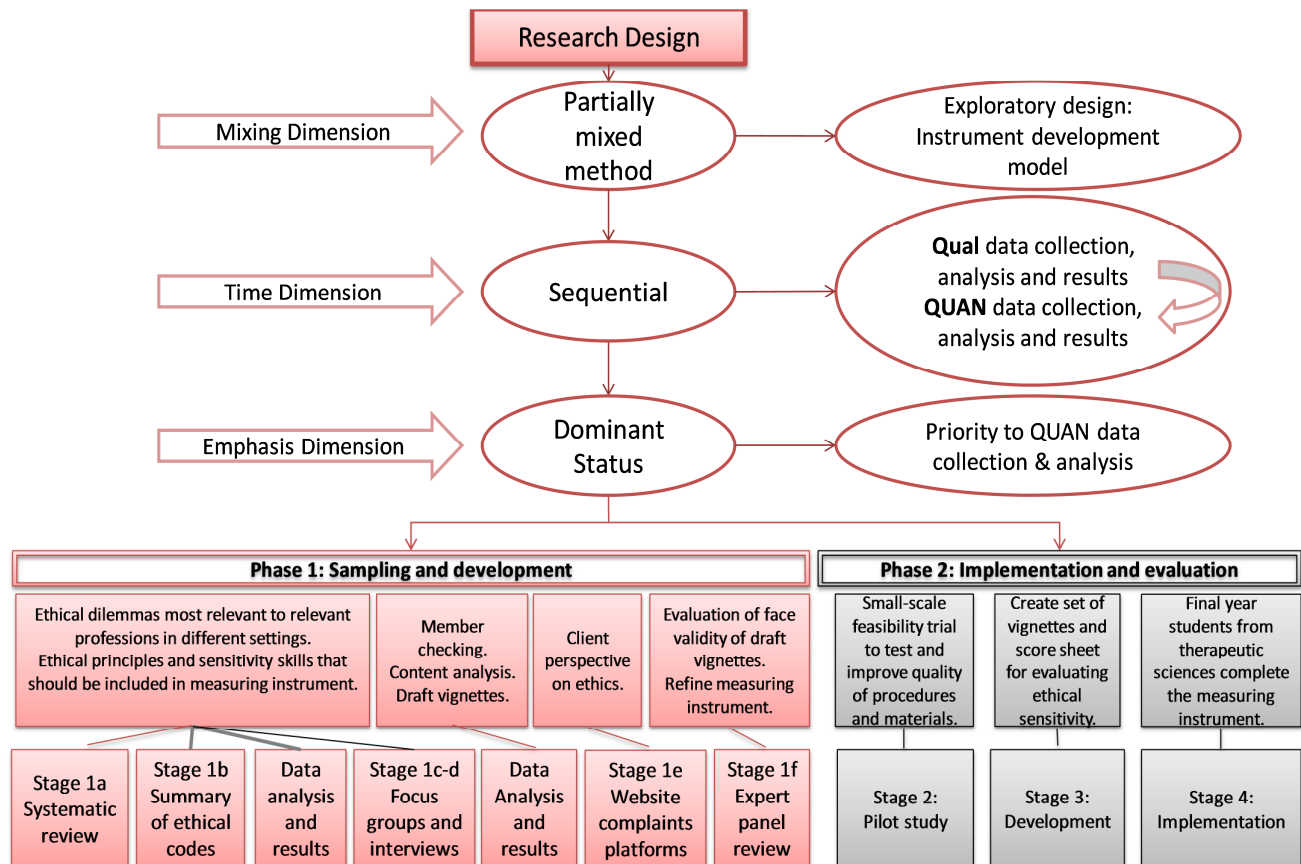 Research Design
Mixing Dimension
Partially
mixed
method
Exploratory design:
Instrument development
model
Time Dimension
Sequential
Qual data collection,
analysis and results
QUAN data collection,
analysis and results
Emphasis Dimension
Dominant
Status
Priority to QUAN data
collection & analysis
Phase 1: Sampling and development
Ethical dilemmas most relevant to relevant
professions in different settings.
Ethical principles and sensitivity skills that
should be included in measuring instrument.
Member
checking.
Content analysis.
Draft vignettes.
Client
perspective
on ethics.
Evaluation of face
validity of draft
vignettes.
Refine measuring
instrument.
Stage 1a
Systematic
review
Stage 1b
Summary
of ethical
codes
Data
analysis
and
results
Stage 1c-d
Focus
groups and
interviews
Data
Analysis
and
results
Stage 1e
Website
complaints
platforms
Stage 1f
Expert
panel
review
Phase 2: Implementation and evaluation
Small-scale
feasibility trial
to test and
improve quality
of procedures
and materials.
Create set of
vignettes and
score sheet
for evaluating
ethical
sensitivity.
Final year
students from
therapeutic
sciences complete
the measuring
instrument.
Stage 2:
Pilot study
Stage 3:
Development
Stage 4:
Implementation